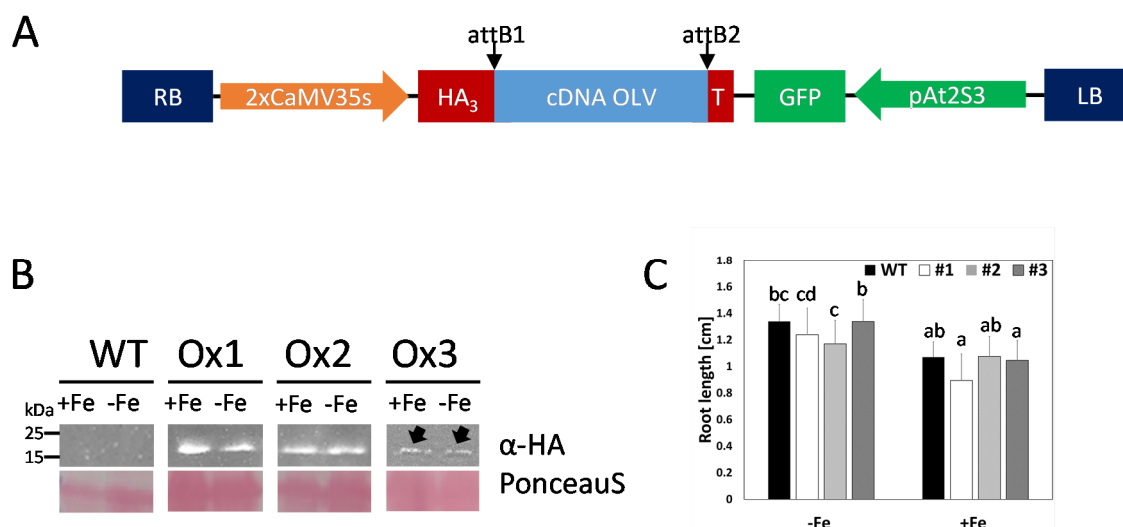 A
attB1 attB2
RB 2xCaMV35s HA3 cDNA OLV T GFP pAt2S3 LB
B
WT Ox1 Ox2 Ox3
kDa +Fe -Fe +Fe -Fe +Fe -Fe +Fe -Fe
25
15
α-HA
PonceauS
C
1.8
1.6
1.4
1.2
1
0.8
0.6
0.4
0.2
0
Root length [cm]
WT #1 #2 #3
bc cd c b ab a ab a
-Fe +Fe